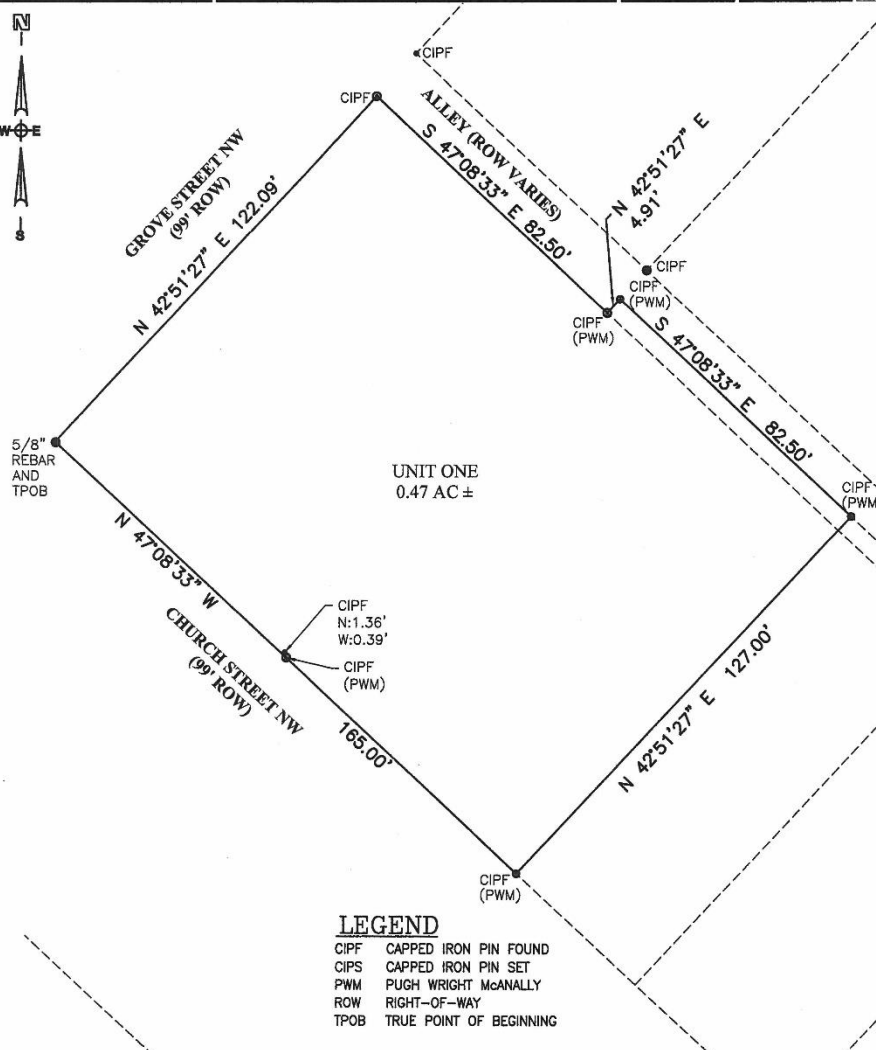 N
W E
S
CIPF
CIPF
ALLEY (ROW VARIES)
S 47°08'33" E 82.50'
N 42°51'27" E
4.91'
GROVE STREET NW
(99' ROW)
N 42°51'27" E 122.09'
CIPF
CIPF
(PWM)
CIPF
(PWM)
S 47°08'33" E 82.50'
5/8"
REBAR
AND
TPOB
UNIT ONE
0.47 AC ±
CIPF
(PWM
N 47°08'33" W
165.00'
CHURCH STREET NW
(99' ROW)
CIPF
N:1.36'
W:0.39'
CIPF
(PWM)
N 42°51'27" E 127.00'
CIPF
(PWM)
LEGEND
CIPF CAPPED IRON PIN FOUND
CIPS CAPPED IRON PIN SET
PWM PUGH WRIGHT McANALLY
ROW RIGHT-OF-WAY
TPOB TRUE POINT OF BEGINNING